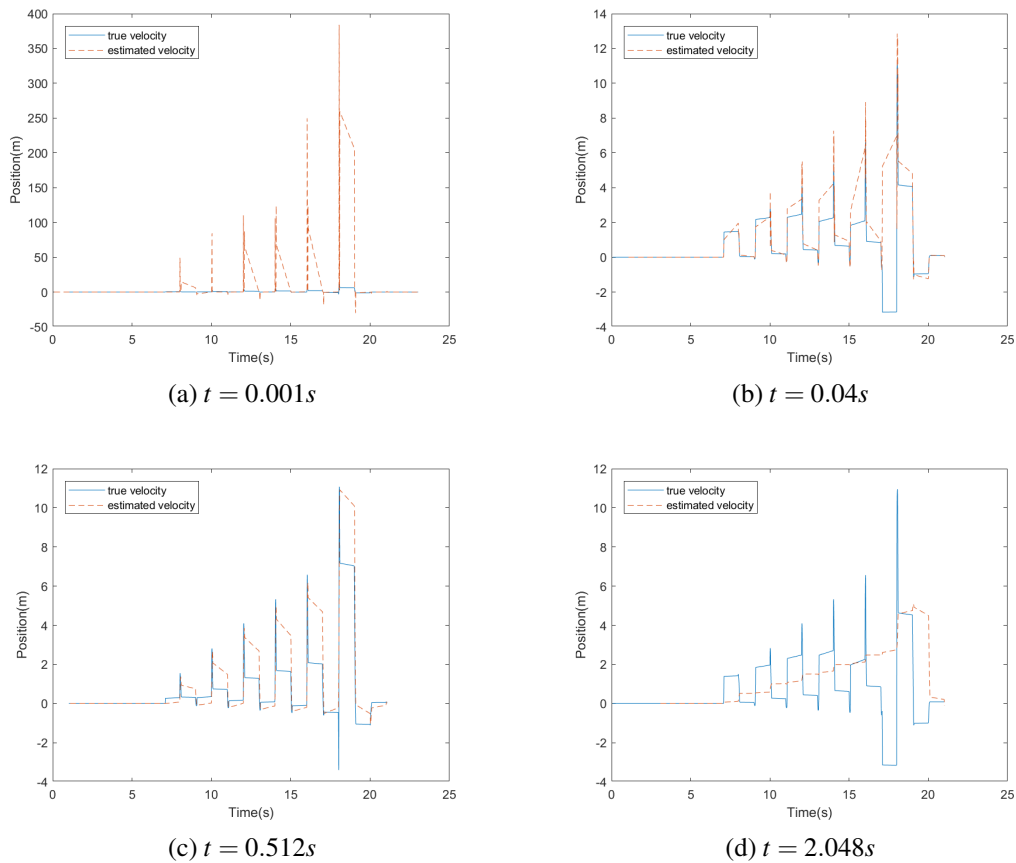 400
350
300
250
200
150
100
50
0
-50
Position(m)
true velocity
estimated velocity
0 5 10 15 20 25
Time(s)
(a) t = 0.001s
14
12
10
8
6
4
2
0
-2
-4
Position(m)
true velocity
estimated velocity
0 5 10 15 20 25
Time(s)
(b) t = 0.04s
12
10
8
6
4
2
0
-2
-4
Position(m)
true velocity
estimated velocity
0 5 10 15 20 25
Time(s)
(c) t = 0.512s
12
10
8
6
4
2
0
-2
-4
Position(m)
true velocity
estimated velocity
0 5 10 15 20 25
Time(s)
(d) t = 2.048s